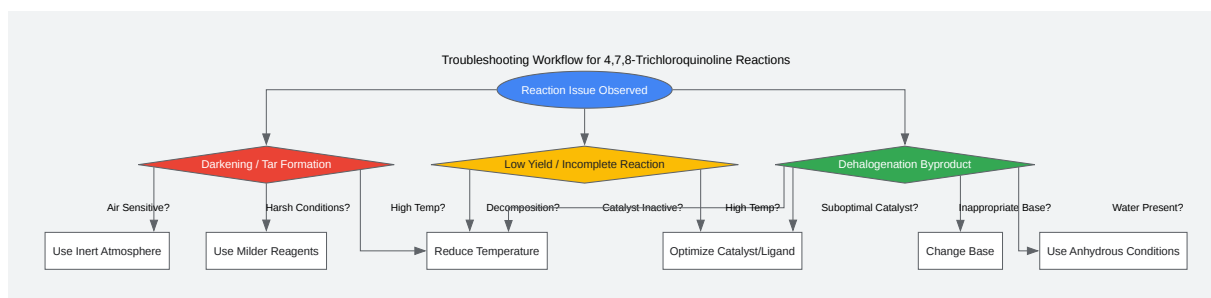 Troubleshooting Workflow for 4,7,8-Trichloroquinoline Reactions
Reaction Issue Observed
Darkening / Tar Formation
Low Yield / Incomplete Reaction
Dehalogenation Byproduct
Air Sensitive?
Harsh Conditions?
High Temp?
Decomposition?
Catalyst Inactive?
High Temp?
Suboptimal Catalyst?
Inappropriate Base?
Water Present?
Use Inert Atmosphere
Use Milder Reagents
Reduce Temperature
Optimize Catalyst/Ligand
Change Base
Use Anhydrous Conditions